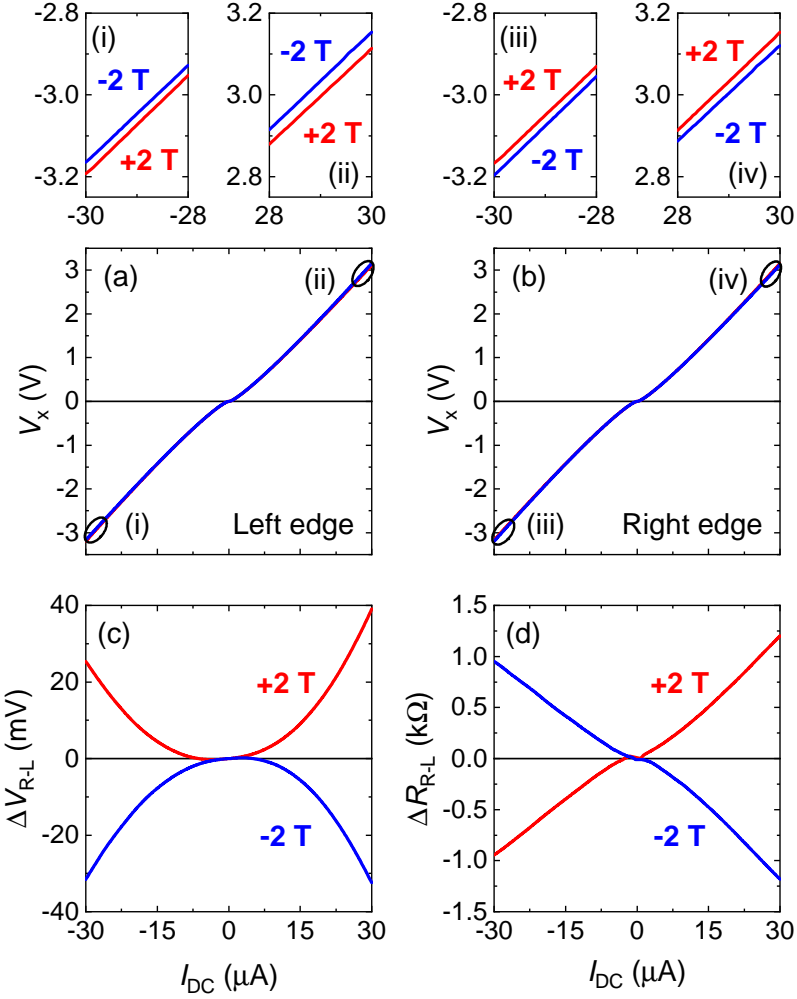 (i)
-2 T
+2 T
-2.8
-3.0
-3.2
-30
-28
(ii)
-2 T
+2 T
3.2
3.0
2.8
28
30
(iii)
+2 T
-2 T
-2.8
-3.0
-3.2
-30
-28
(iv)
+2 T
-2 T
3.2
3.0
2.8
28
30
(a)
(ii)
(i)
Left edge
Vx (V)
3
2
1
0
-1
-2
-3
(b)
(iv)
(iii)
Right edge
Vx (V)
3
2
1
0
-1
-2
-3
(c)
+2 T
-2 T
ΔVR-L (mV)
40
20
0
-20
-40
-30
-15
0
15
30
IDC (μA)
(d)
+2 T
-2 T
ΔRR-L (kΩ)
1.5
1.0
0.5
0.0
-0.5
-1.0
-1.5
-30
-15
0
15
30
IDC (μA)